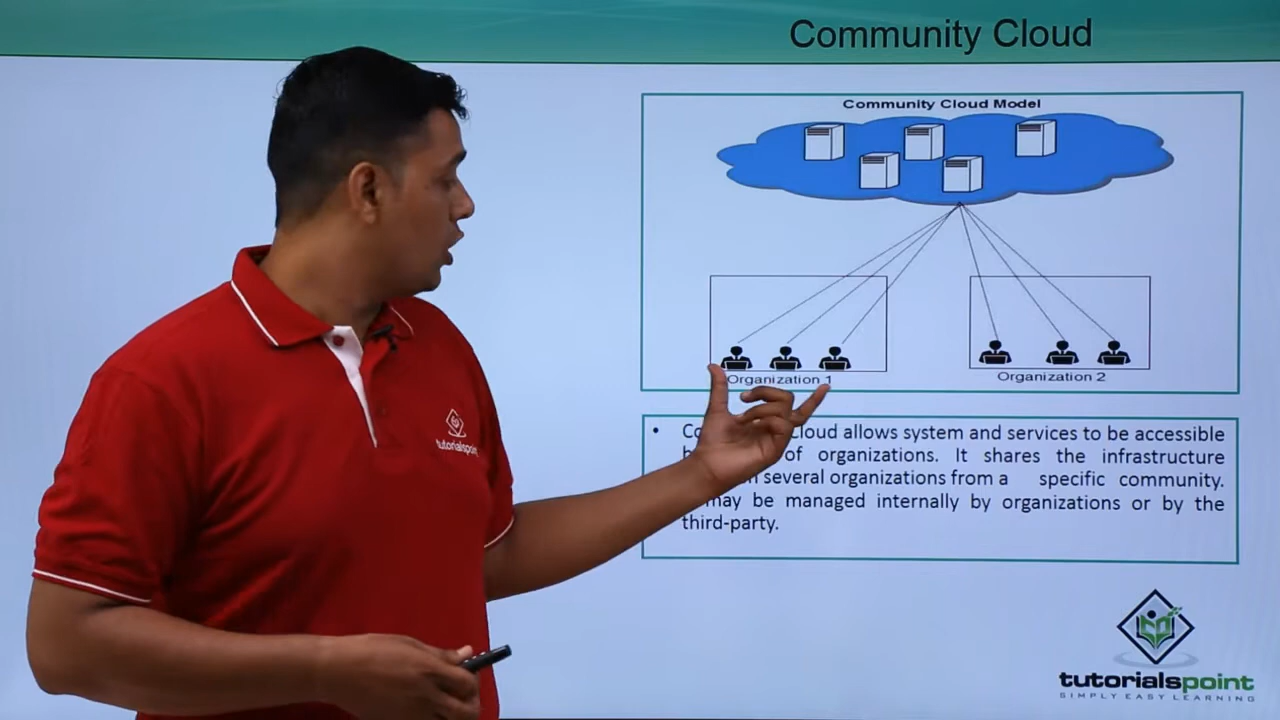 Community Cloud
Community Cloud Model
Organization 1
Organization 2
• Cloud allows system and services to be accessible
of organizations. It shares the infrastructure
several organizations from a specific community.
may be managed internally by organizations or by the
third-party.
tutorialspoint
tutorialspoint
SIMPLY EASY LEARNING